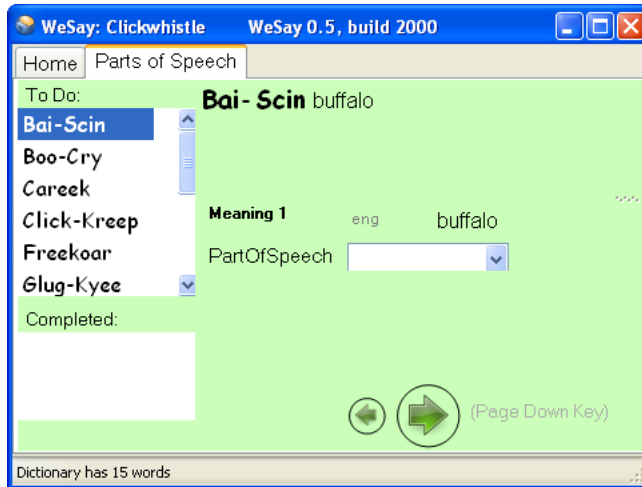 WeSay: Clickwhistle WeSay 0.5, build 2000
Home Parts of Speech
To Do:
Bai-Scin
Boo-Cry
Careek
Click-Kreep
Freekoar
Glug-Kyee
Completed:
Bai-Scin buffalo
Meaning 1 eng buffalo
PartOfSpeech
(Page Down Key)
Dictionary has 15 words